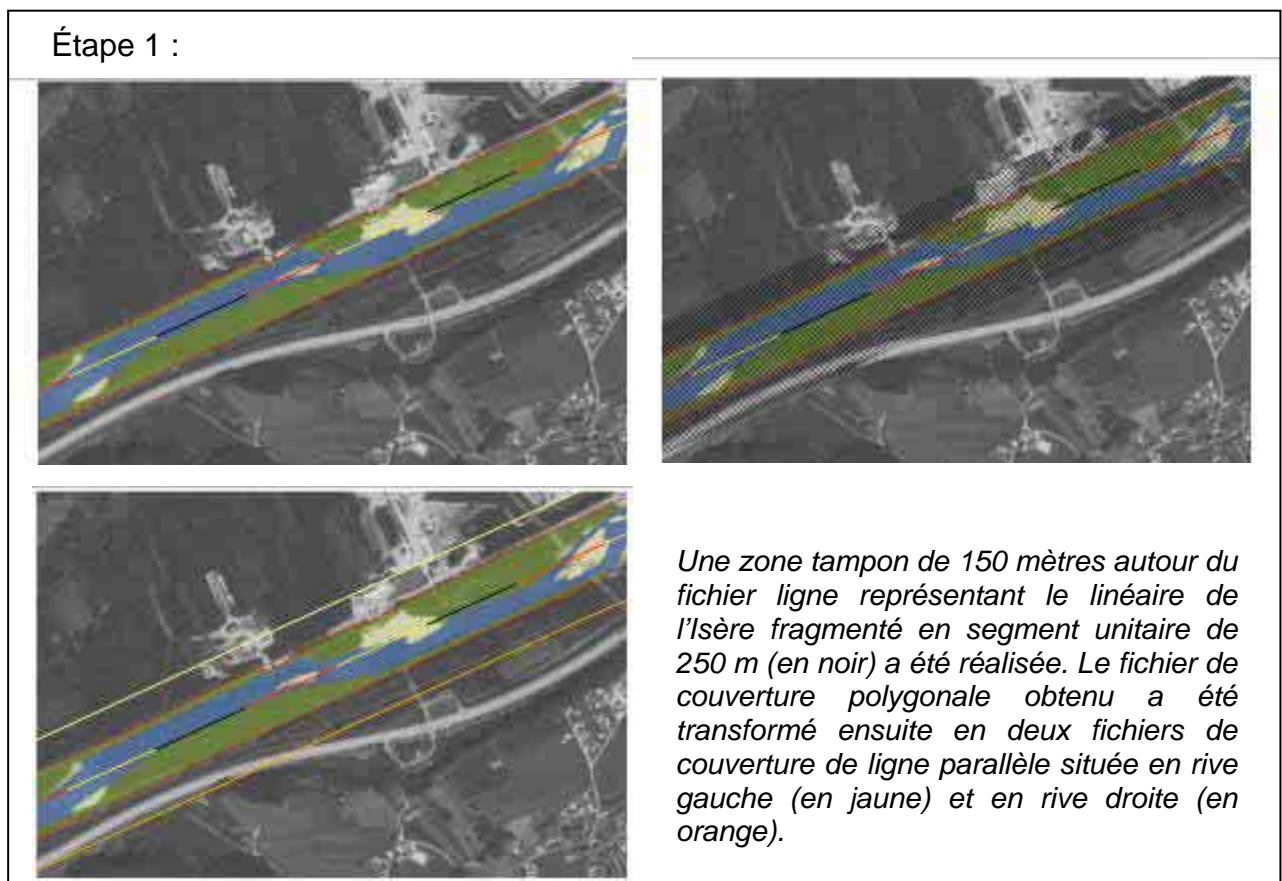 Étape 1 :
Une zone tampon de 150 mètres autour du
fichier ligne représentant le linéaire de
l'Isère fragmenté en segment unitaire de
250 m (en noir) a été réalisée. Le fichier de
couverture polygonale obtenu a été
transformé ensuite en deux fichiers de
couverture de ligne parallèle située en rive
gauche (en jaune) et en rive droite (en
orange).